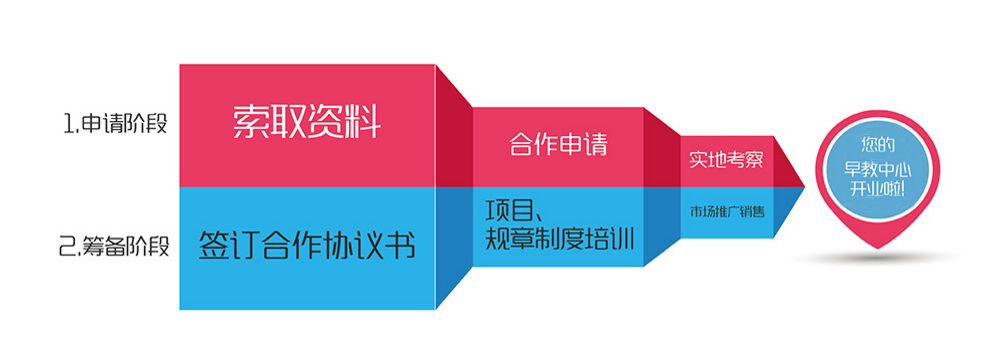 1.申请阶段
索取资料
合作申请
实地考察
2.筹备阶段
签订合作协议书
项目、
规章制度培训
市场推广销售
您的
早教中心
开业啦!